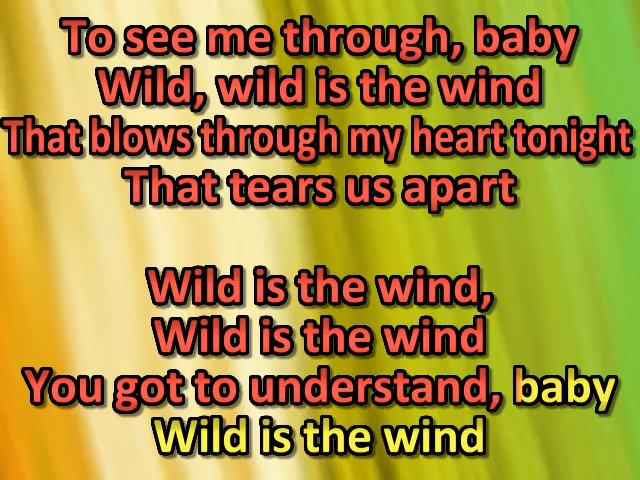 To see me through, baby
Wild, wild is the wind
That blows through my heart tonight
That tears us apart
Wild is the wind,
Wild is the wind
You got to understand, baby
Wild is the wind